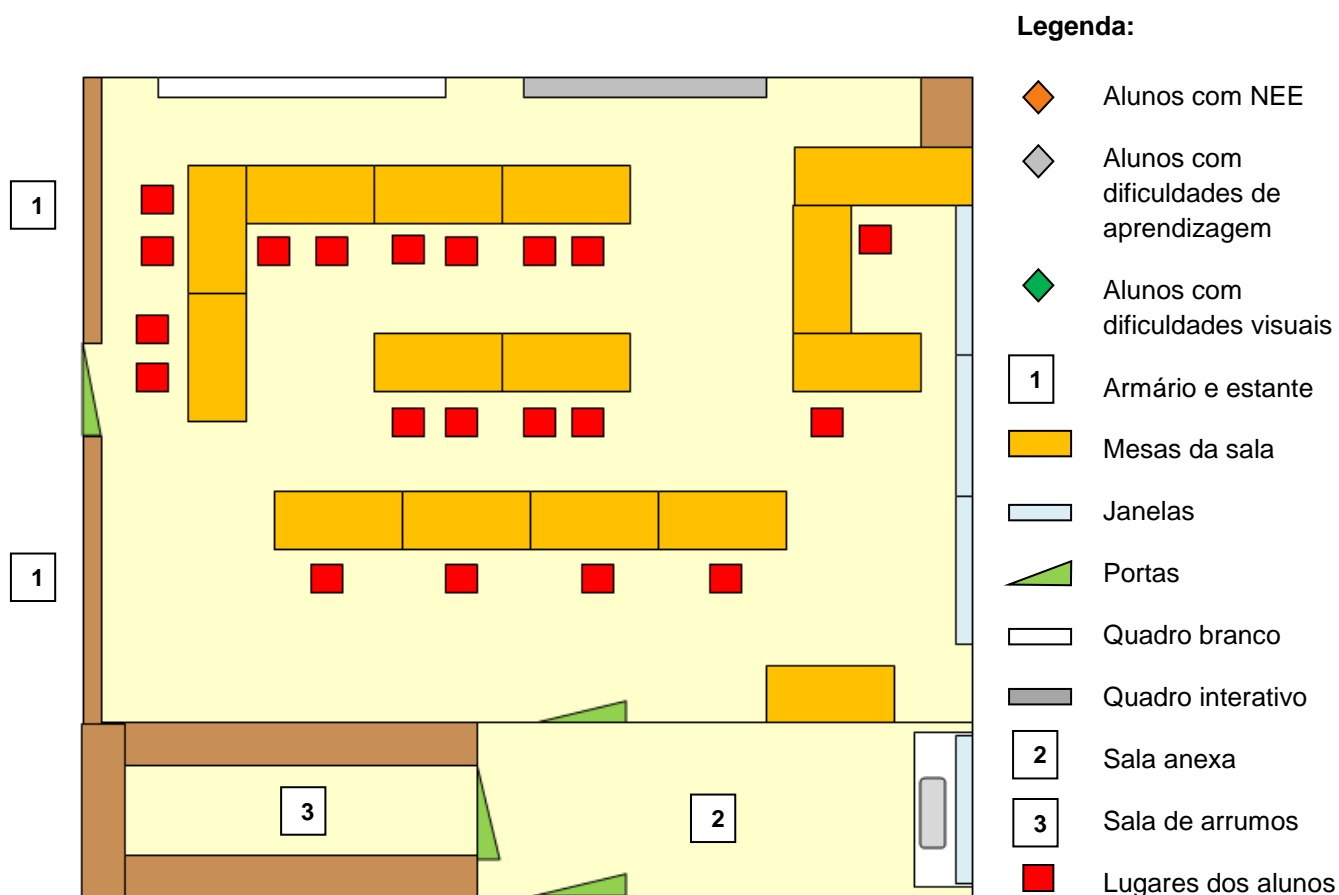 Legenda:
Alunos com NEE
Alunos com
dificuldades de
aprendizagem
Alunos com
dificuldades visuais
1
Armário e estante
Mesas da sala
Janelas
Portas
Quadro branco
Quadro interativo
2
Sala anexa
3
Sala de arrumos
Lugares dos alunos
1
1
3
2